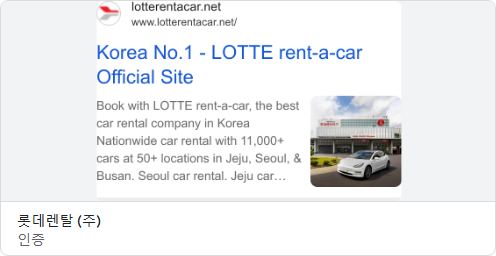 lotterentacar.net
www.lotterentacar.net/
Korea No.1 - LOTTE rent-a-car
Official Site
Book with LOTTE rent-a-car, the best
car rental company in Korea
Nationwide car rental with 11,000+
cars at 50+ locations in Jeju, Seoul, &
Busan. Seoul car rental. Jeju car…
롯데렌탈 (주)
인증